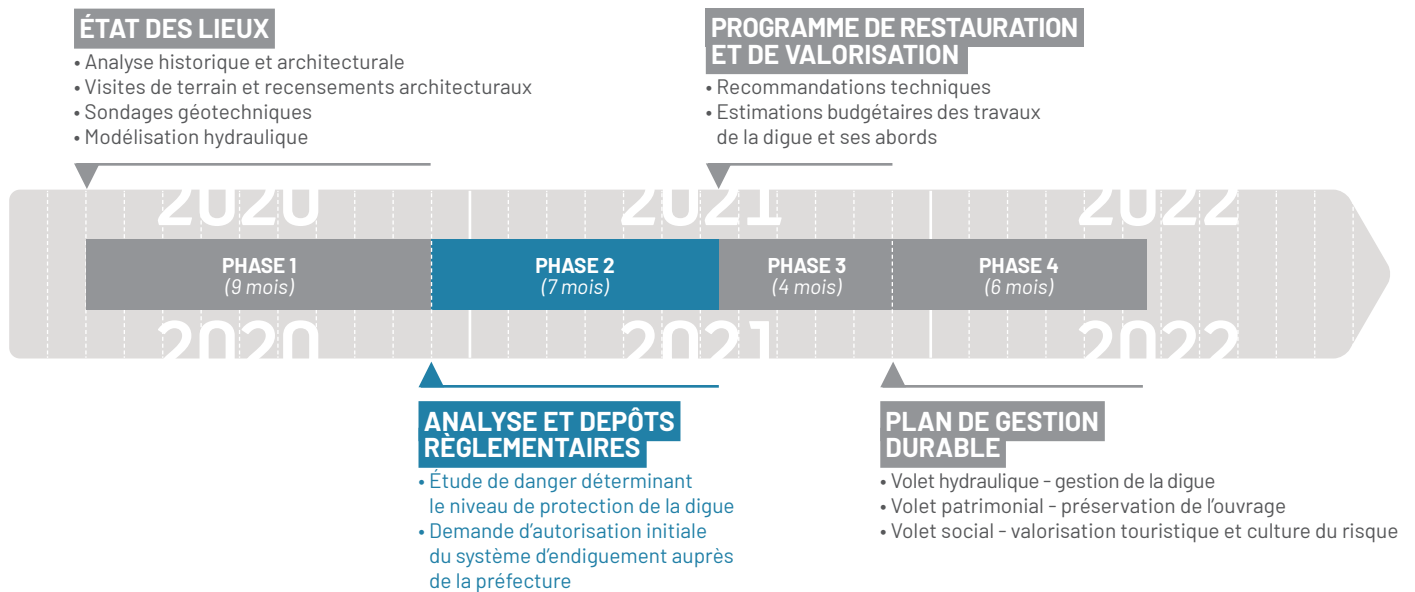 ÉTAT DES LIEUX
• Analyse historique et architecturale
• Visites de terrain et recensements architecturaux
• Sondages géotechniques
• Modélisation hydraulique
PROGRAMME DE RESTAURATION
ET DE VALORISATION
• Recommandations techniques
• Estimations budgétaires des travaux
de la digue et ses abords
2020
2021
2022
PHASE 1
(9 mois)
PHASE 2
(7 mois)
PHASE 3
(4 mois)
PHASE 4
(6 mois)
2020
2021
2022
ANALYSE ET DEPÔTS
RÈGLEMENTAIRES
• Étude de danger déterminant
le niveau de protection de la digue
• Demande d'autorisation initiale
du système d'endiguement auprès
de la préfecture
PLAN DE GESTION
DURABLE
• Volet hydraulique - gestion de la digue
• Volet patrimonial - préservation de l'ouvrage
• Volet social - valorisation touristique et culture du risque